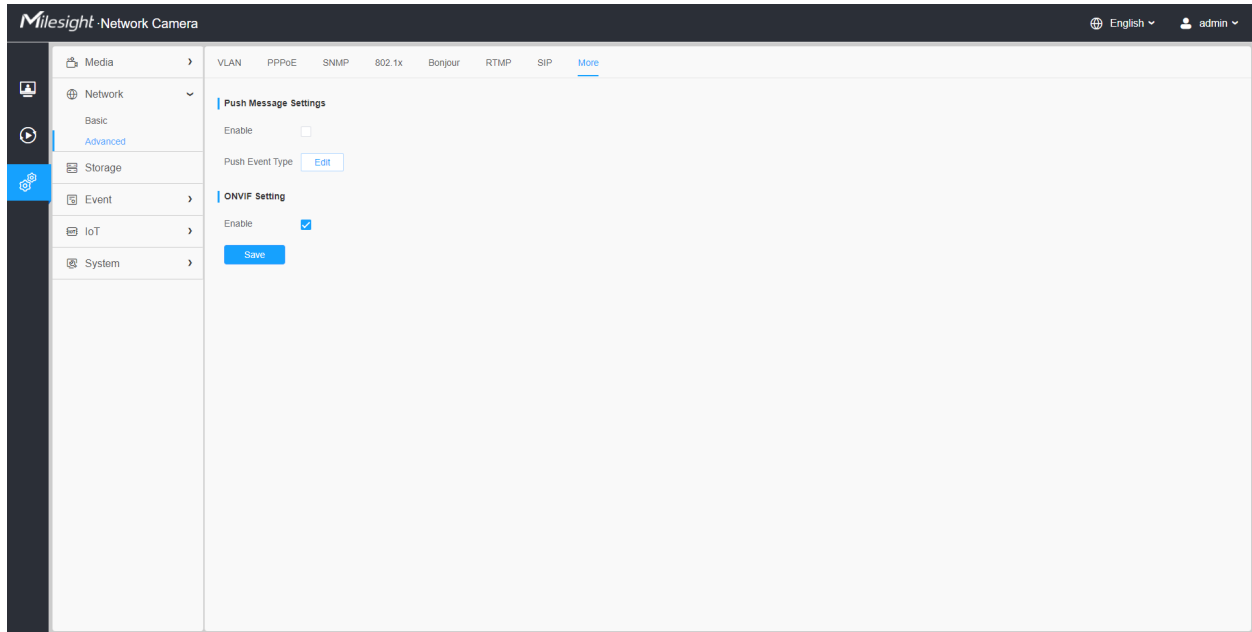 Milesight · Network Camera
English
admin
Media
Network
Basic
Advanced
Storage
Event
IoT
System
VLAN PPPoE SNMP 802.1x Bonjour RTMP SIP More
Push Message Settings
Enable
Push Event Type Edit
ONVIF Setting
Enable
Save